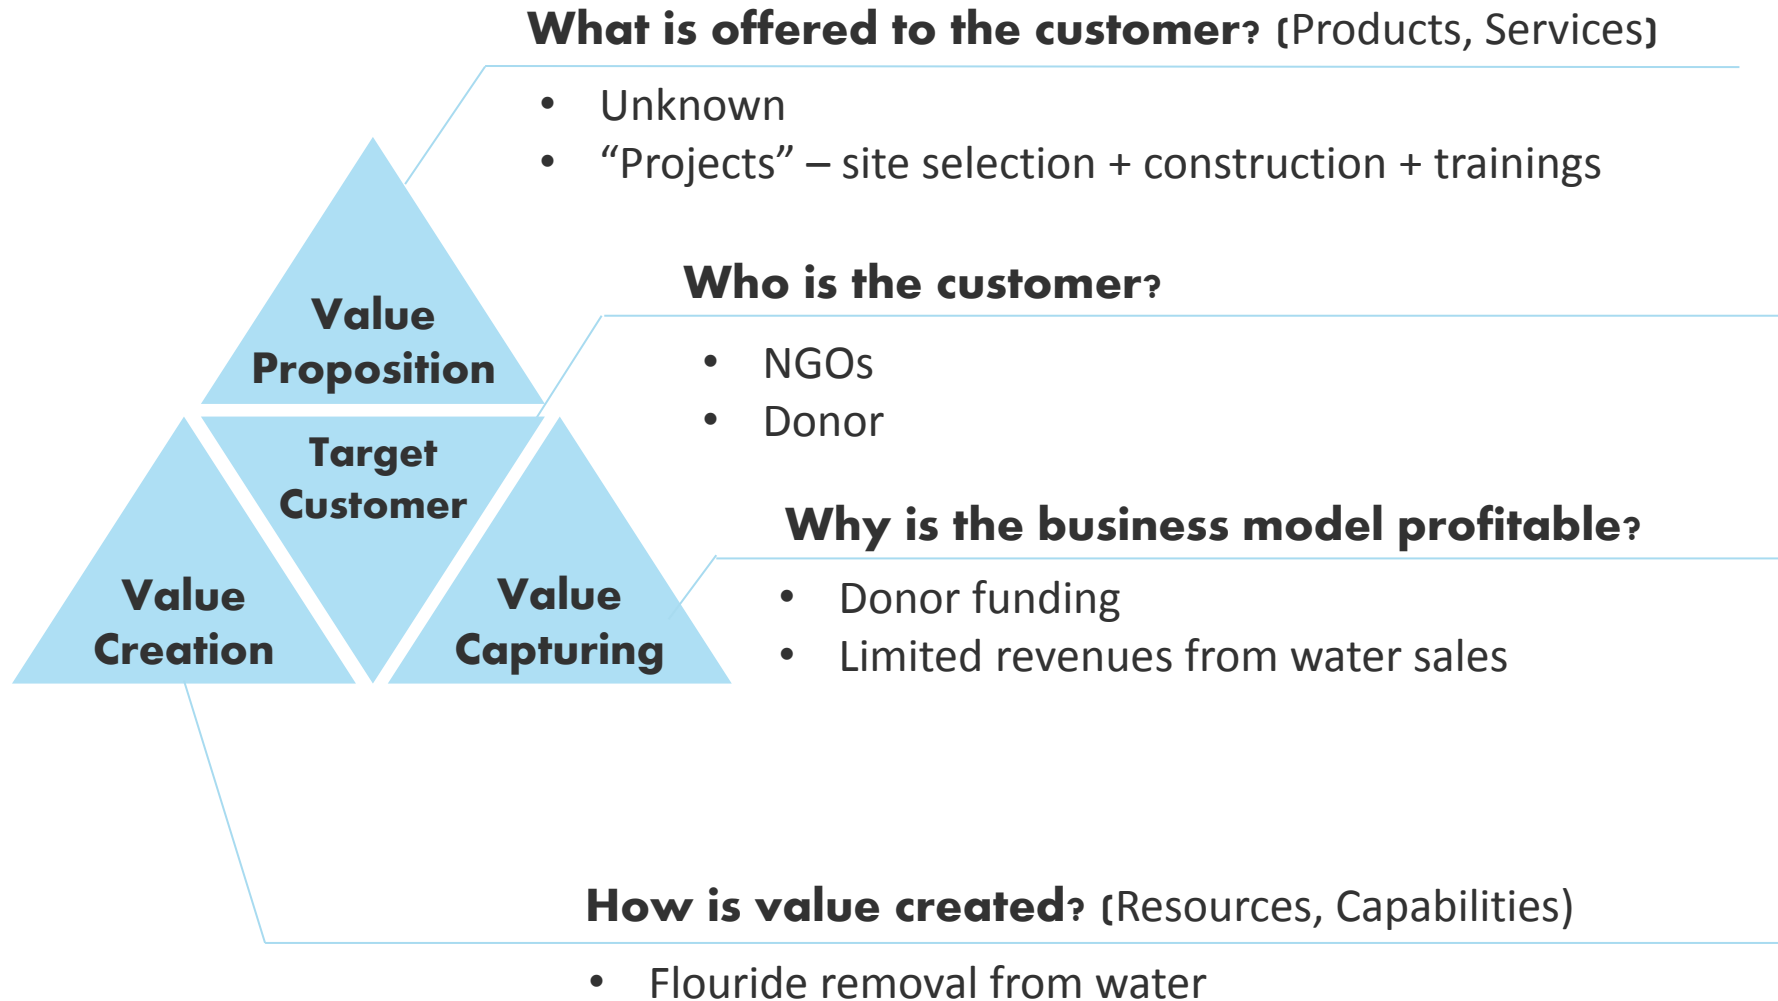 What is offered to the customer? (Products, Services)
• Unknown
• “Projects” – site selection + construction + trainings
Value
Proposition
Who is the customer?
• NGOs
• Donor
Target
Customer
Why is the business model profitable?
• Donor funding
• Limited revenues from water sales
Value
Creation
Value
Capturing
How is value created? (Resources, Capabilities)
• Flouride removal from water